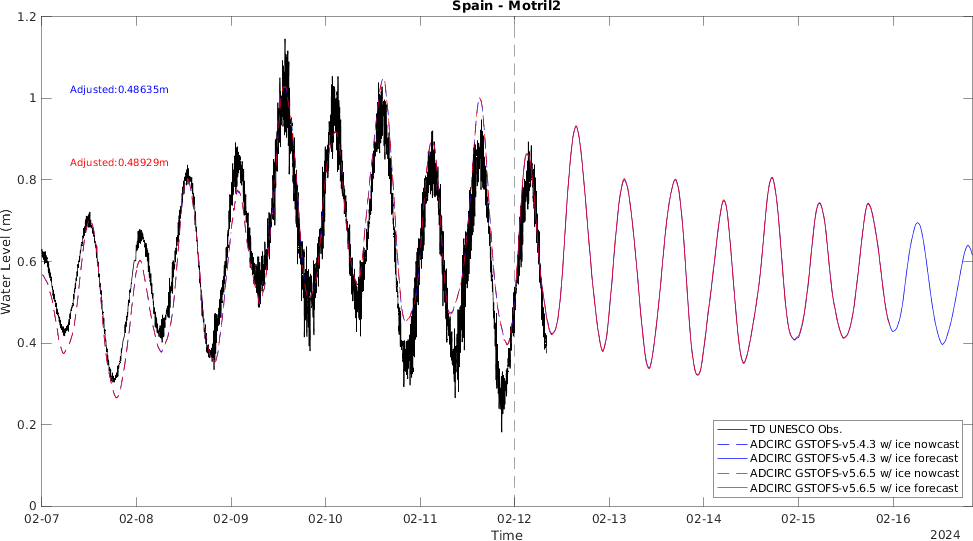 Spain - Motril2
1.2
1
0.8
0.6
0.4
0.2
0
Water Level (m)
Adjusted:0.48635m
Adjusted:0.48929m
TD UNESCO Obs.
ADCIRC GSTOFS-v5.4.3 w/ ice nowcast
ADCIRC GSTOFS-v5.4.3 w/ ice forecast
ADCIRC GSTOFS-v5.6.5 w/ ice nowcast
ADCIRC GSTOFS-v5.6.5 w/ ice forecast
02-07 02-08 02-09 02-10 02-11 02-12 02-13 02-14 02-15 02-16
Time
2024